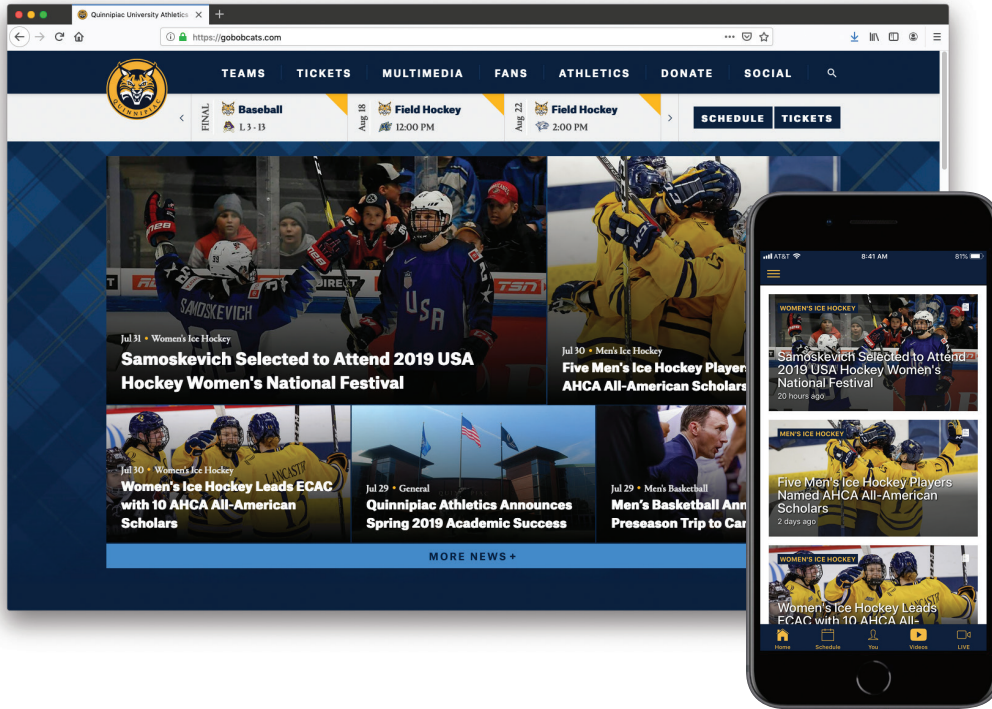 Quinnipiac University Athletics
https://gobobcats.com
QUINNIPIAC
TEAMS TICKETS MULTIMEDIA FANS ATHLETICS DONATE SOCIAL
FINAL
Baseball
L 3 - 13
Aug 18
Field Hockey
12:00 PM
Aug 22
Field Hockey
2:00 PM
SCHEDULE TICKETS
39
SAMOSKEVICH
USA
DIRECT
TSN
Jul 31 • Women's Ice Hockey
Samoskevich Selected to Attend 2019 USA
Hockey Women's National Festival
Jul 30 • Men's Ice Hockey
Five Men's Ice Hockey Player
AHCA All-American Scholars
LANCASTER
Jul 30 • Women's Ice Hockey
Women's Ice Hockey Leads ECAC
with 10 AHCA All-American
Scholars
Jul 29 • General
Quinnipiac Athletics Announces
Spring 2019 Academic Success
Jul 29 • Men's Basketball
Men's Basketball Ann
Preseason Trip to Can
MORE NEWS +
AT&T
8:41 AM
81%
WOMEN'S ICE HOCKEY
Samoskevich Selected to Attend
2019 USA Hockey Women's
National Festival
20 hours ago
MEN'S ICE HOCKEY
Five Men's Ice Hockey Players
Named AHCA All-American
Scholars
2 days ago
WOMEN'S ICE HOCKEY
LANCASTER
Women's Ice Hockey Leads
ECAC with 10 AHCA All-
Home Schedule You Videos LIVE